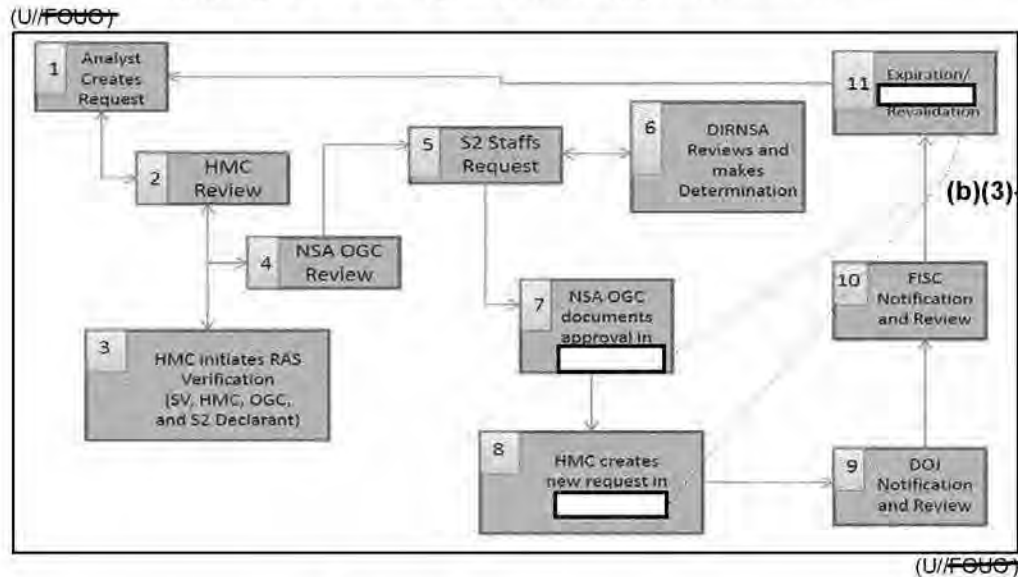 (U//FOUO)
1
Analyst
Creates
Request
2
HMC
Review
3
HMC initiates RAS
Verification
(SV, HMC, OGC,
and S2 Declarant)
4
NSA OGC
Review
5
S2 Staffs
Request
6
DIRNSA
Reviews and
makes
Determination
7
NSA OGC
documents
approval in
8
HMC creates
new request in
9
DOJ
Notification
and Review
10
FISC
Notification
and Review
11
Expiration/
Revalidation
(b)(3)-
(U//FOUO)